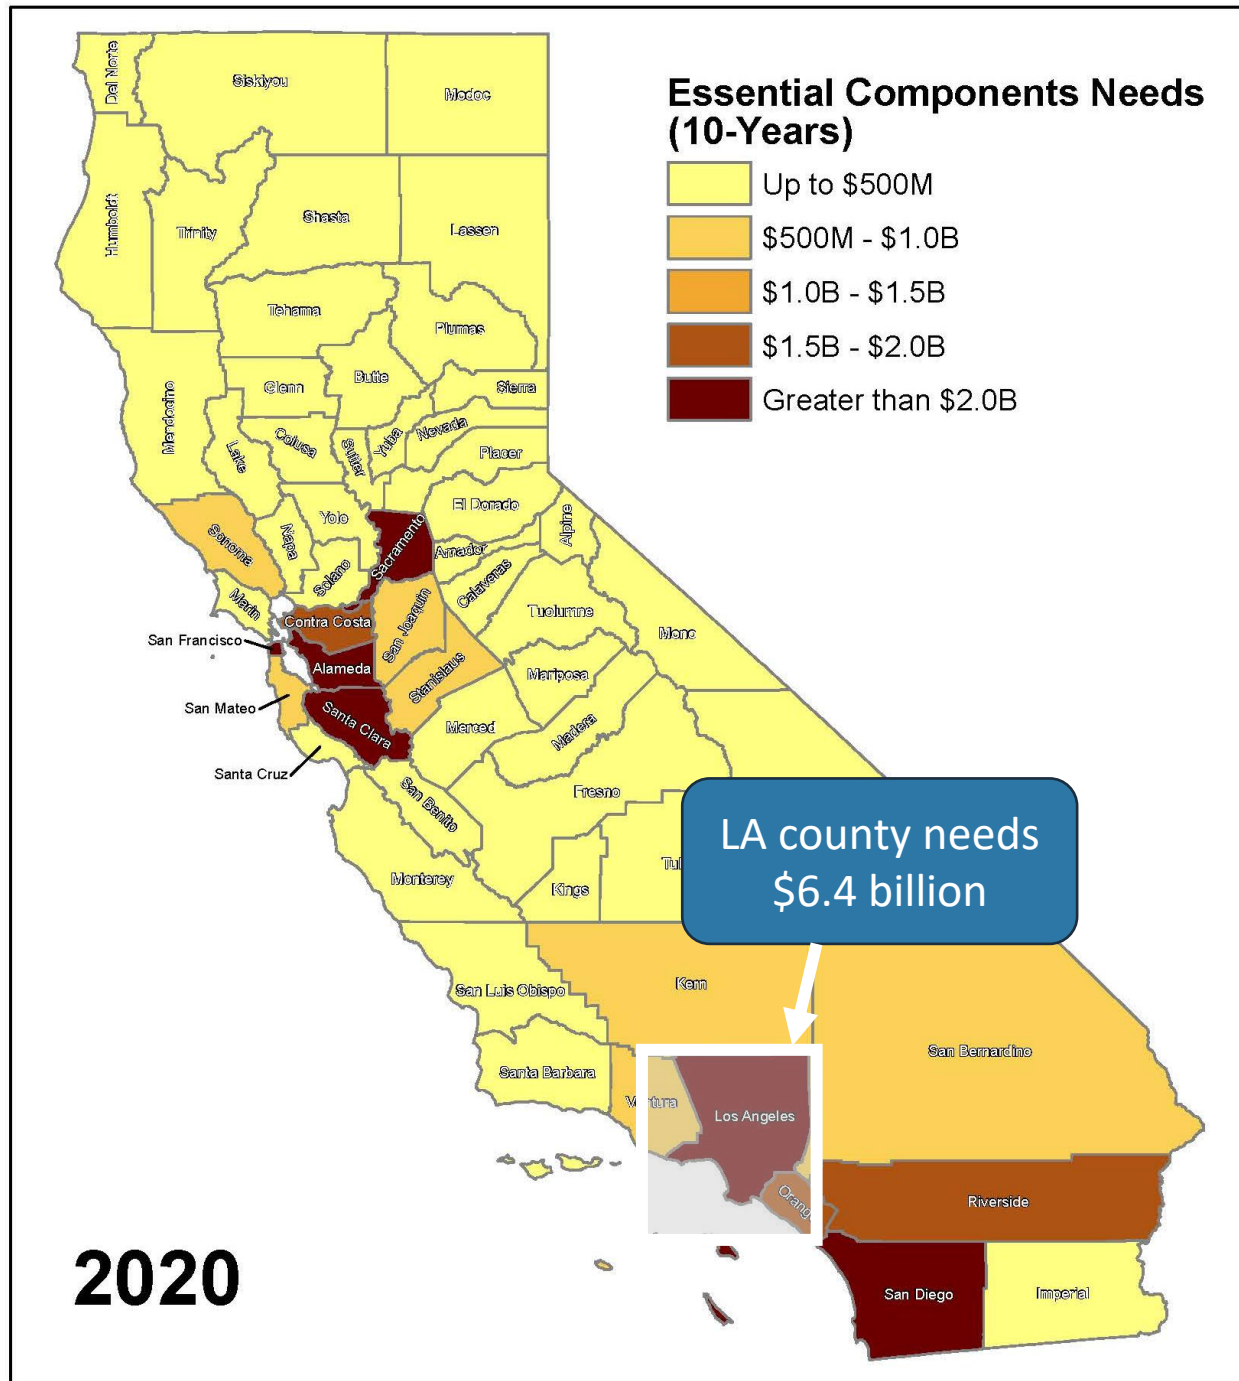 Essential Components Needs
(10-Years)
Up to $500M
$500M - $1.0B
$1.0B - $1.5B
$1.5B - $2.0B
Greater than $2.0B
Del Norte
Siskiyou
Modoc
Humboldt
Trinity
Shasta
Lassen
Tehama
Plumas
Mendocino
Glenn
Butte
Sierra
Lake
Colusa
Sutter
Yuba
Nevada
Placer
Sonoma
Napa
Yolo
Sacramento
El Dorado
Alpine
Amador
Solano
Marin
Calaveras
Contra Costa
San Joaquin
Tuolumne
Mono
San Francisco
Alameda
Stanislaus
Mariposa
San Mateo
Santa Clara
Merced
Madera
Santa Cruz
San Benito
Fresno
LA county needs
$6.4 billion
Monterey
Kings
Tul
San Luis Obispo
Kern
San Bernardino
Santa Barbara
Ventura
Los Angeles
Orange
Riverside
2020
San Diego
Imperial